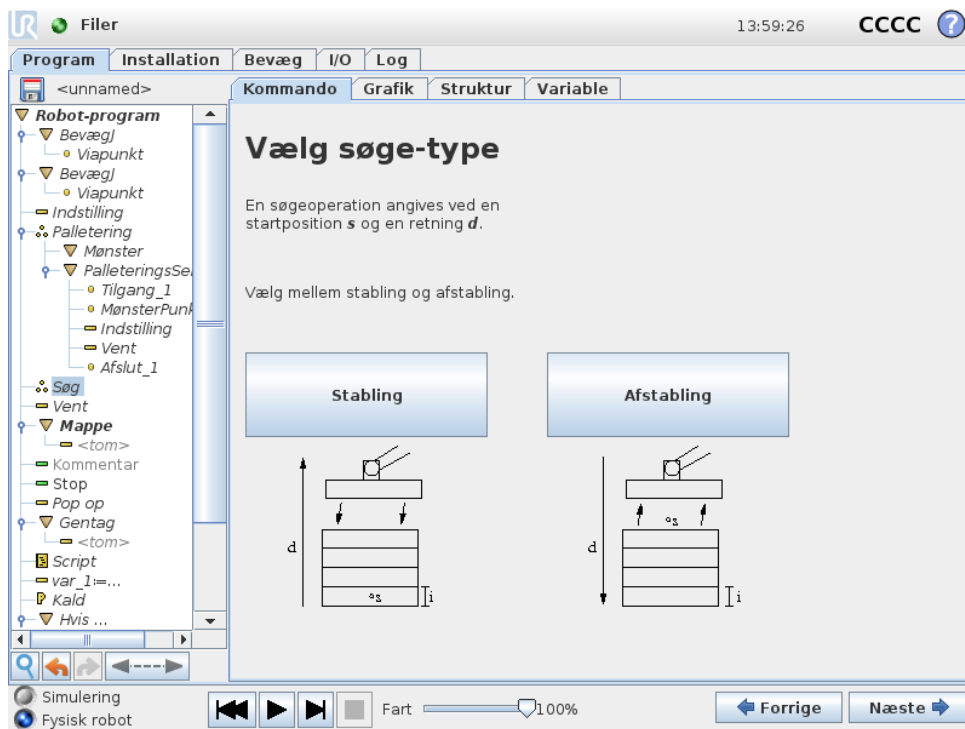 UR Filer 13:59:26 CCCC ?
Program Installation Bevæg I/O Log
<unnamed>
Kommando Grafik Struktur Variable
Robot-program
BevægJ
Viapunkt
BevægJ
Viapunkt
Indstilling
Palletering
Mønster
PalleteringsSe
Tilgang_1
MønsterPunk
Indstilling
Vent
Afslut_1
Søg
Vent
Mappe
<tom>
Kommentar
Stop
Pop op
Gentag
<tom>
Script
var_1≔...
Kald
Hvis ...
Vælg søge-type
En søgeoperation angives ved en
startposition s og en retning d.
Vælg mellem stabling og afstabling.
Stabling
Afstabling
d
s
i
d
s
i
Simulering
Fysisk robot
Fart 100%
Forrige
Næste